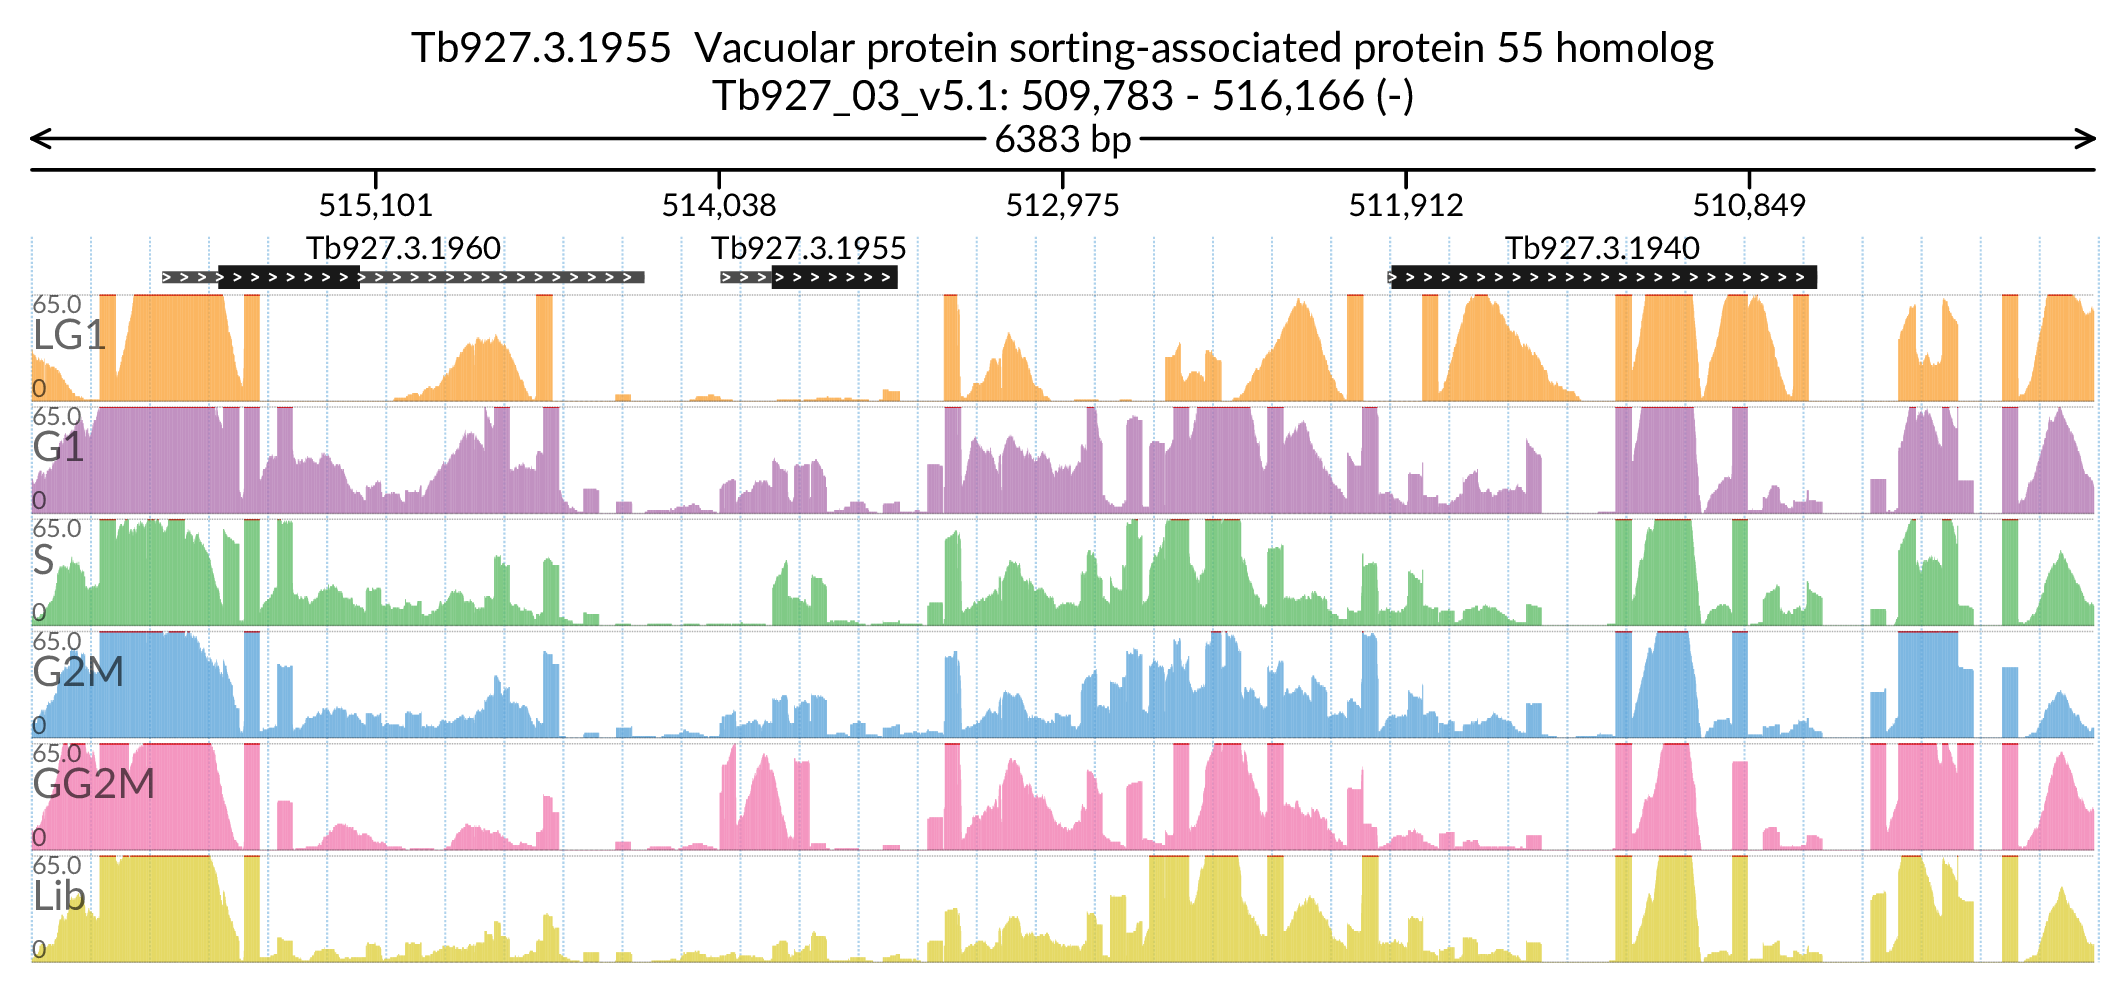 Tb927.3.1955  Vacuolar protein sorting-associated protein 55 homolog
Tb927_03_v5.1: 509,783 - 516,166 (-)
6383 bp
515,101 514,038 512,975 511,912 510,849
Tb927.3.1960 Tb927.3.1955 Tb927.3.1940
65.0
LG1
0
65.0
G1
0
65.0
S
0
65.0
G2M
0
65.0
GG2M
0
65.0
Lib
0